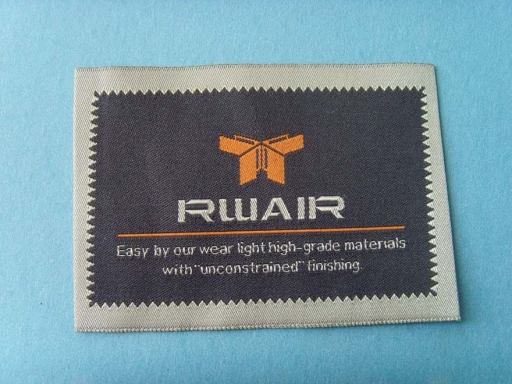 RWAIR
Easy by our wear light high-grade materials
with "unconstrained" finishing.